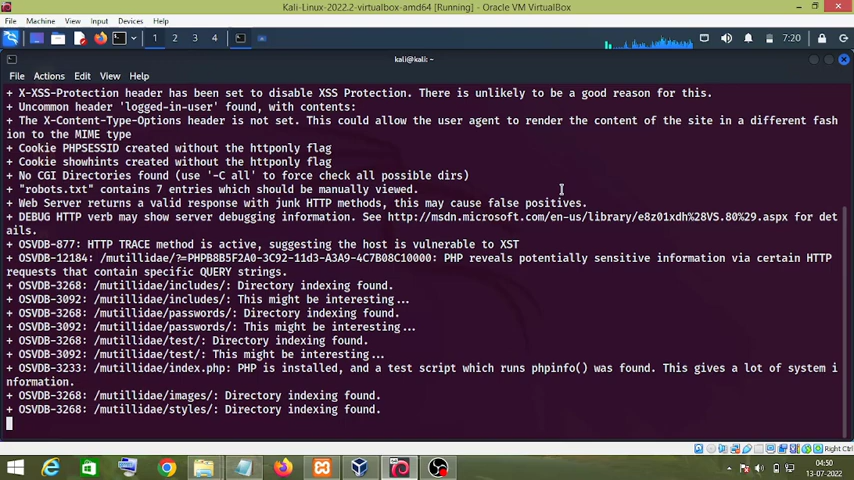 Kali-Linux-2022.2-virtualbox-amd64 [Running] - Oracle VM VirtualBox
File Machine View Input Devices Help
1 2 3 4
7:20
kali@kali: ~
File Actions Edit View Help
+ X-XSS-Protection header has been set to disable XSS Protection. There is unlikely to be a good reason for this.
+ Uncommon header 'logged-in-user' found, with contents:
+ The X-Content-Type-Options header is not set. This could allow the user agent to render the content of the site in a different fash
ion to the MIME type
+ Cookie PHPSESSID created without the httponly flag
+ Cookie showhints created without the httponly flag
+ No CGI Directories found (use '-C all' to force check all possible dirs)
+ "robots.txt" contains 7 entries which should be manually viewed.
+ Web Server returns a valid response with junk HTTP methods, this may cause false positives.
+ DEBUG HTTP verb may show server debugging information. See http://msdn.microsoft.com/en-us/library/e8z01xdh%28VS.80%29.aspx for det
ails.
+ OSVDB-877: HTTP TRACE method is active, suggesting the host is vulnerable to XST
+ OSVDB-12184: /mutillidae/?=PHPB8B5F2A0-3C92-11d3-A3A9-4C7B08C10000: PHP reveals potentially sensitive information via certain HTTP
requests that contain specific QUERY strings.
+ OSVDB-3268: /mutillidae/includes/: Directory indexing found.
+ OSVDB-3092: /mutillidae/includes/: This might be interesting...
+ OSVDB-3268: /mutillidae/passwords/: Directory indexing found.
+ OSVDB-3092: /mutillidae/passwords/: This might be interesting...
+ OSVDB-3268: /mutillidae/test/: Directory indexing found.
+ OSVDB-3092: /mutillidae/test/: This might be interesting...
+ OSVDB-3233: /mutillidae/index.php: PHP is installed, and a test script which runs phpinfo() was found. This gives a lot of system i
nformation.
+ OSVDB-3268: /mutillidae/images/: Directory indexing found.
+ OSVDB-3268: /mutillidae/styles/: Directory indexing found.
Right Ctrl
04:50
13-07-2022